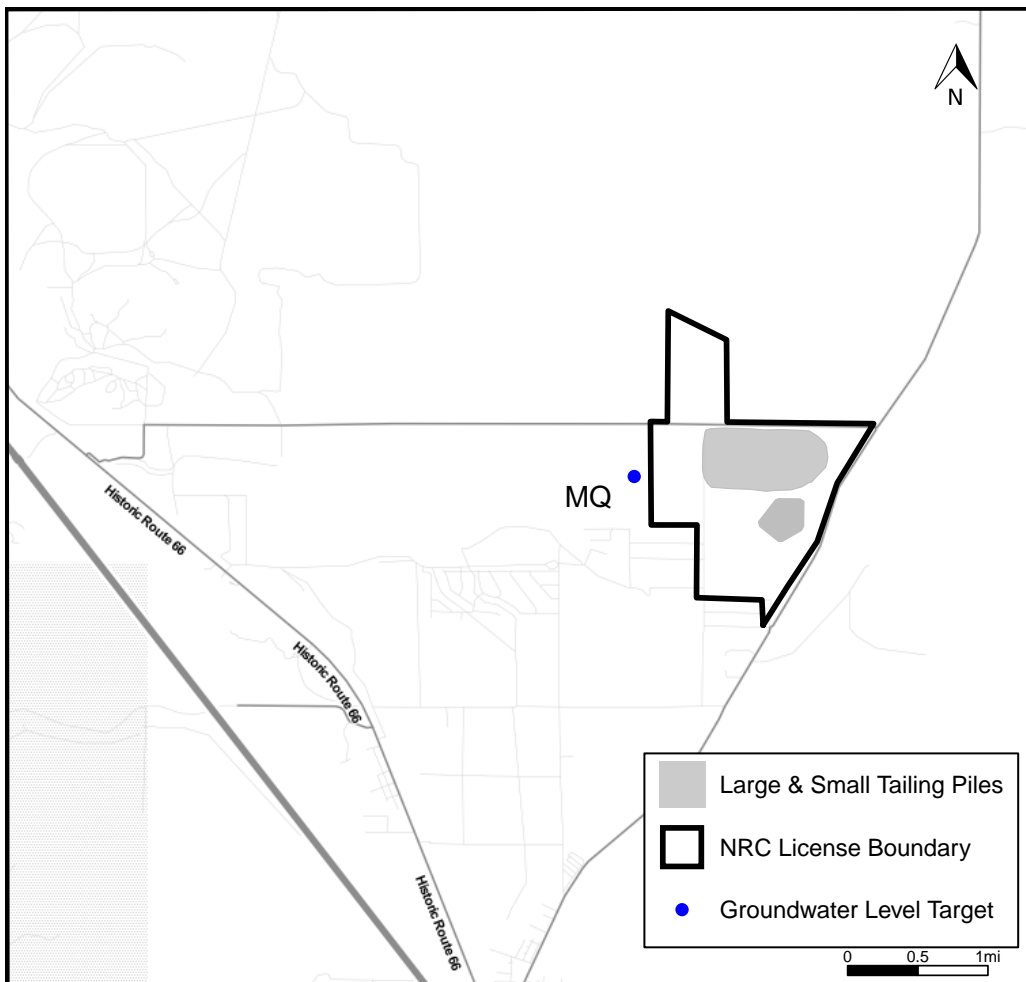 N
MQ
Historic Route 66
Historic Route 66
Historic Route 66
Large & Small Tailing Piles
NRC License Boundary
Groundwater Level Target
0 0.5 1mi